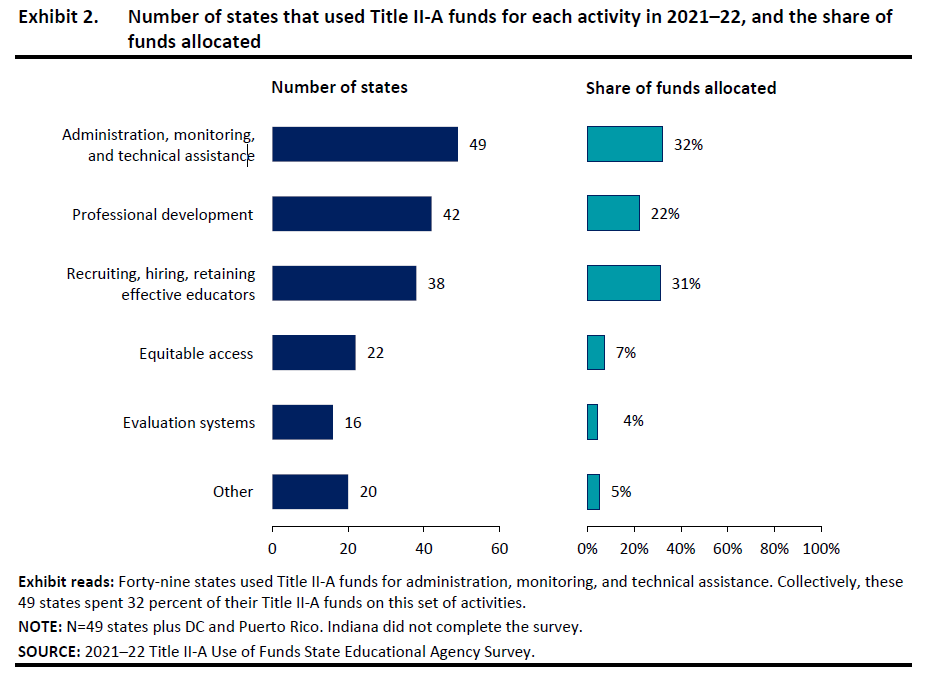 Exhibit 2. Number of states that used Title II-A funds for each activity in 2021–22, and the share of
funds allocated
Number of states
Share of funds allocated
Administration, monitoring,
and technical assistance
49
32%
Professional development
42
22%
Recruiting, hiring, retaining
effective educators
38
31%
Equitable access
22
7%
Evaluation systems
16
4%
Other
20
5%
0 20 40 60
0% 20% 40% 60% 80% 100%
Exhibit reads: Forty-nine states used Title II-A funds for administration, monitoring, and technical assistance. Collectively, these
49 states spent 32 percent of their Title II-A funds on this set of activities.
NOTE: N=49 states plus DC and Puerto Rico. Indiana did not complete the survey.
SOURCE: 2021–22 Title II-A Use of Funds State Educational Agency Survey.